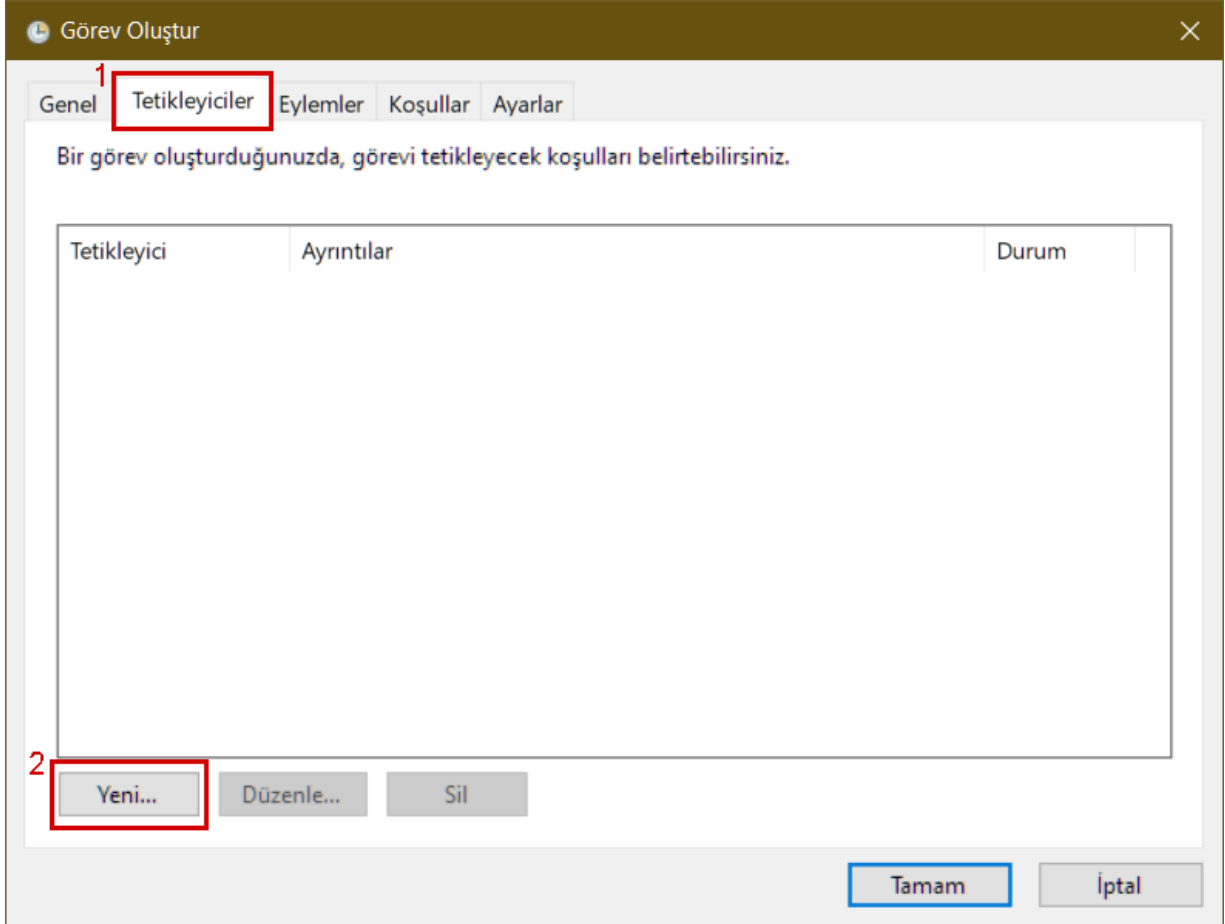 Görev Oluştur
1
Genel Tetikleyiciler Eylemler Koşullar Ayarlar
Bir görev oluşturduğunuzda, görevi tetikleyecek koşulları belirtebilirsiniz.
Tetikleyici Ayrıntılar Durum
2
Yeni... Düzenle... Sil
Tamam İptal